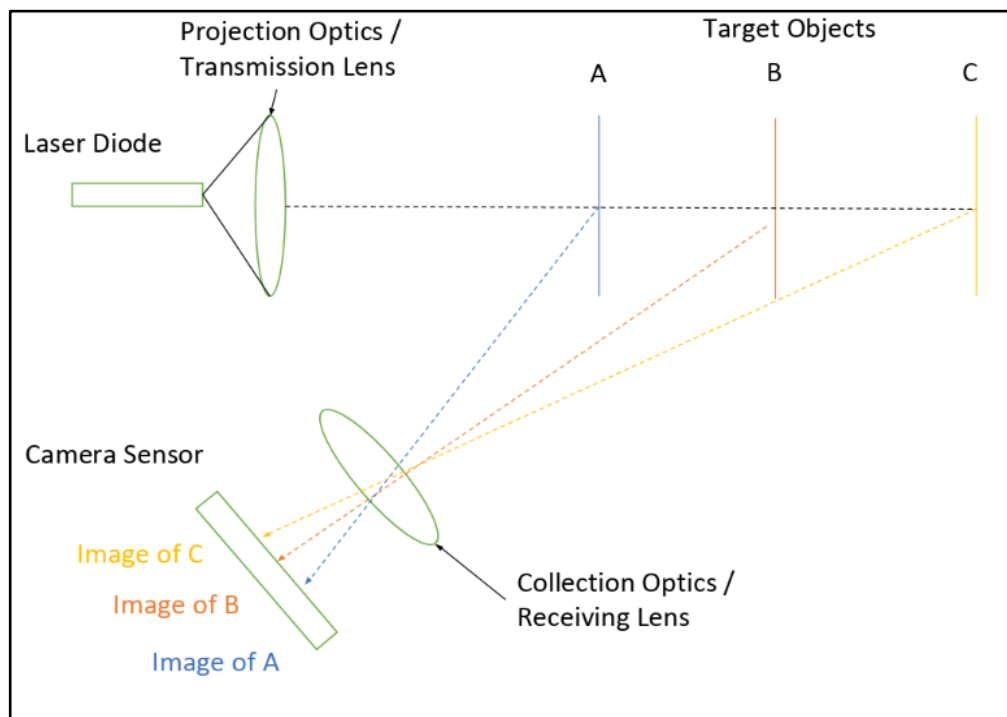 Projection Optics /
Transmission Lens
Target Objects
A
B
C
Laser Diode
Camera Sensor
Image of C
Image of B
Image of A
Collection Optics /
Receiving Lens